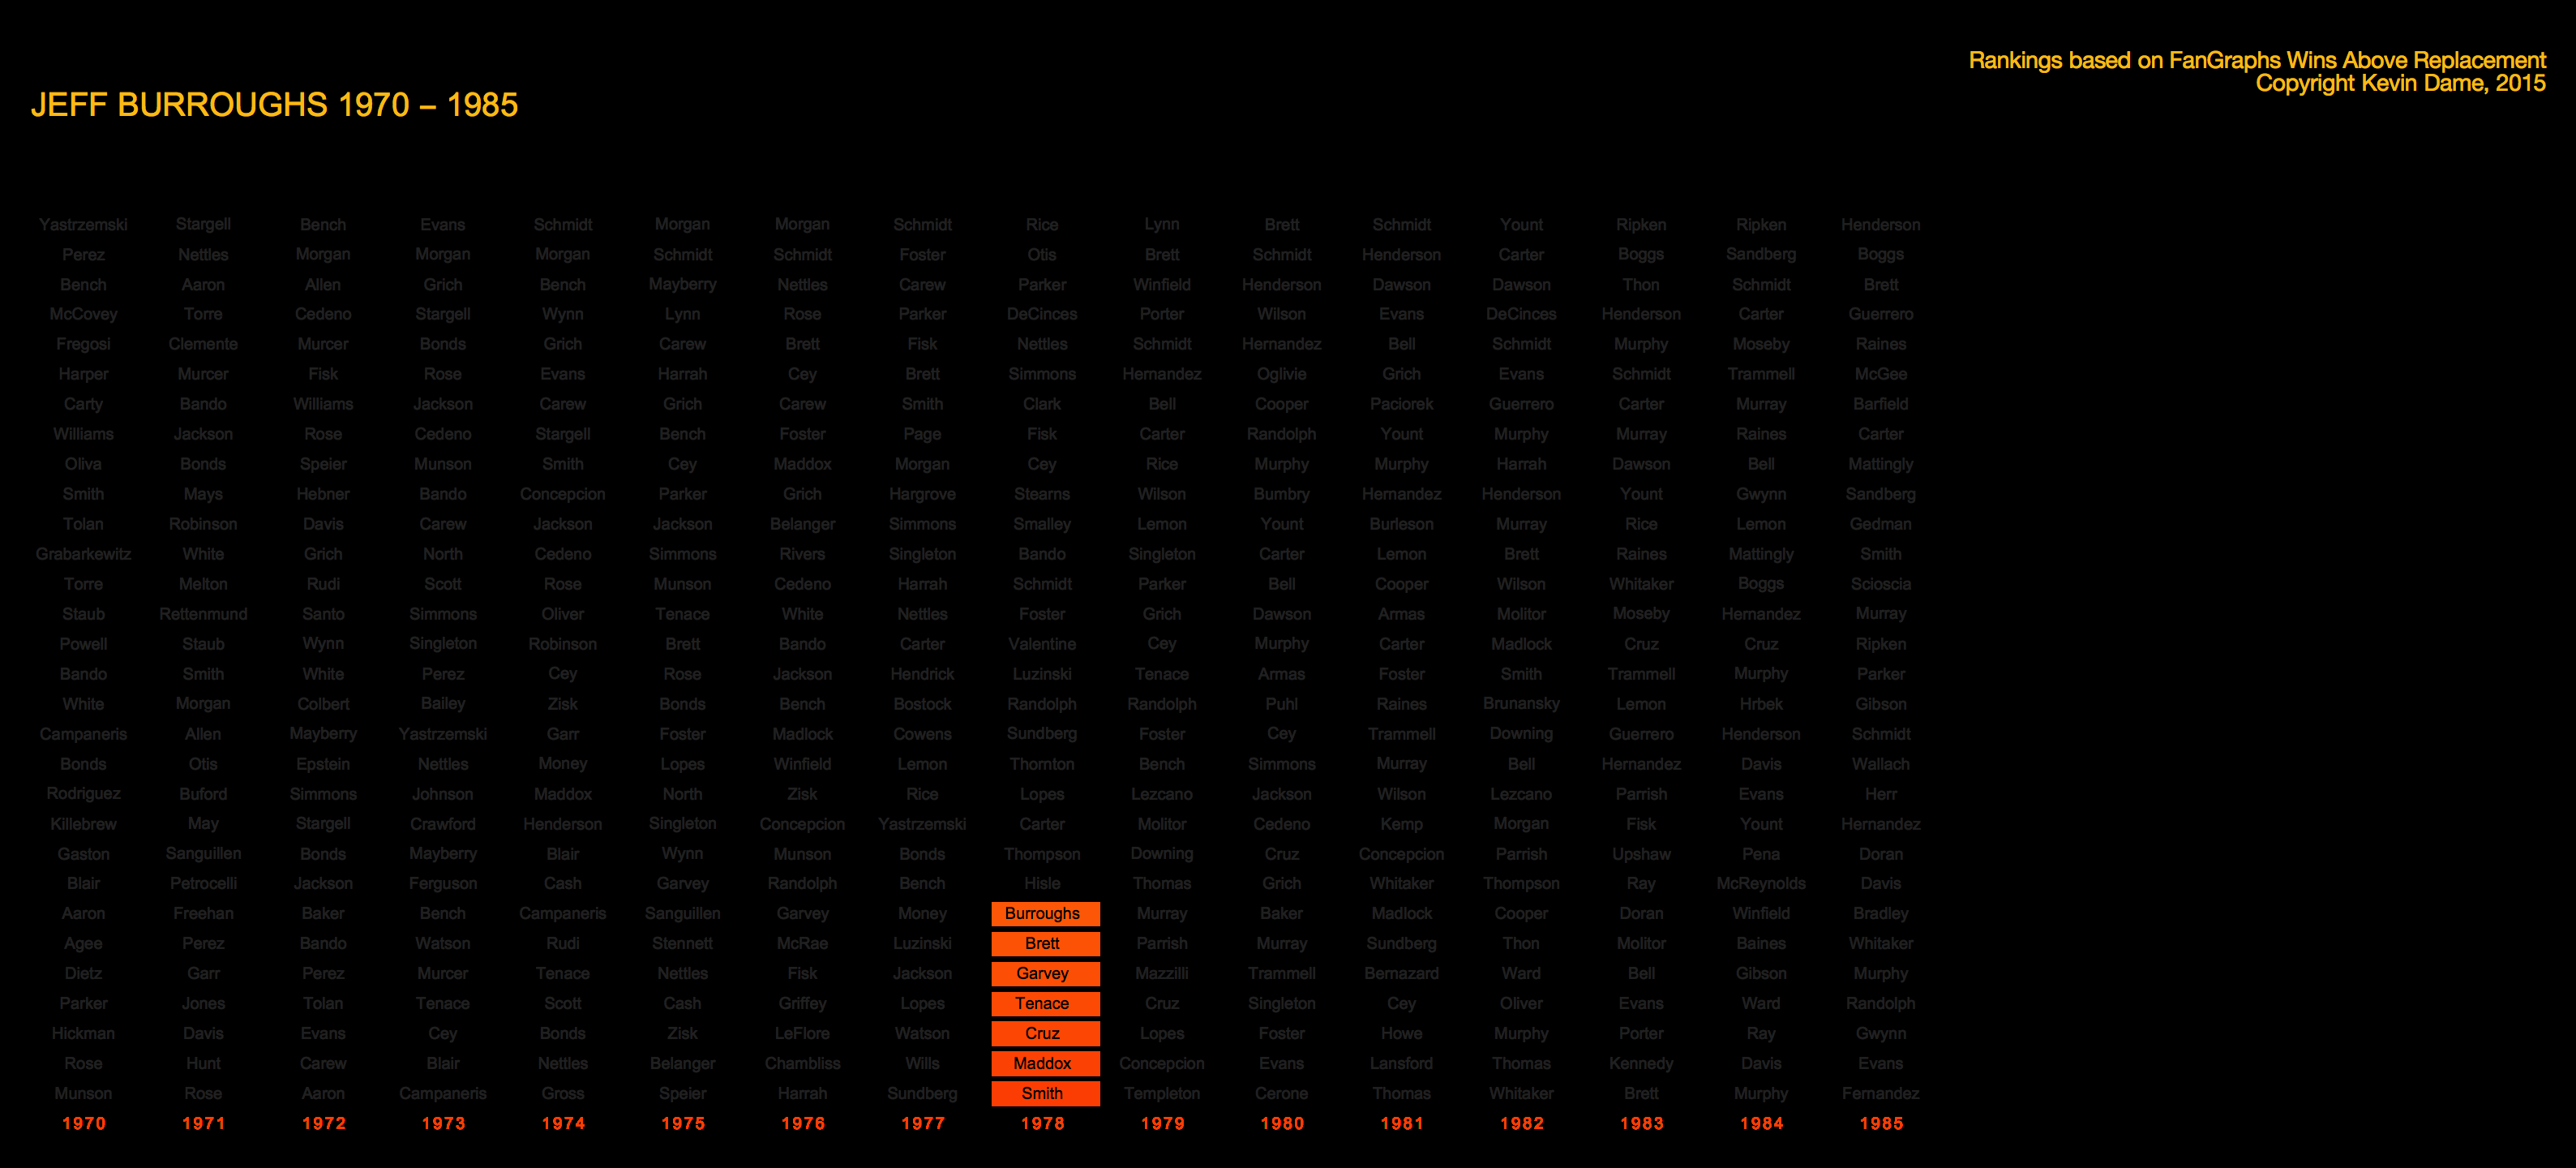 Rankings based on FanGraphs Wins Above Replacement
Copyright Kevin Dame, 2015
JEFF BURROUGHS 1970 – 1985
Yastrzemski Stargell Bench Evans Schmidt Morgan Morgan Schmidt Rice Lynn Brett Schmidt Yount Ripken Ripken Henderson
Perez Nettles Morgan Morgan Morgan Schmidt Schmidt Foster Otis Brett Schmidt Henderson Carter Boggs Sandberg Boggs
Bench Aaron Allen Grich Bench Mayberry Nettles Carew Parker Winfield Henderson Dawson Dawson Thon Schmidt Brett
McCovey Torre Cedeno Stargell Wynn Lynn Rose Parker DeCinces Porter Wilson Evans DeCinces Henderson Carter Guerrero
Fregosi Clemente Murcer Bonds Grich Carew Brett Fisk Nettles Schmidt Hernandez Bell Schmidt Murphy Moseby Raines
Harper Murcer Fisk Rose Evans Harrah Cey Brett Simmons Hernandez Oglivie Grich Evans Schmidt Trammell McGee
Carty Bando Williams Jackson Carew Grich Carew Smith Clark Bell Cooper Paciorek Guerrero Carter Murray Barfield
Williams Jackson Rose Cedeno Stargell Bench Foster Page Fisk Carter Randolph Yount Murphy Murray Raines Carter
Oliva Bonds Speier Munson Smith Cey Maddox Morgan Cey Rice Murphy Murphy Harrah Dawson Bell Mattingly
Smith Mays Hebner Bando Concepcion Parker Grich Hargrove Stearns Wilson Bumbry Hernandez Henderson Yount Gwynn Sandberg
Tolan Robinson Davis Carew Jackson Jackson Belanger Simmons Smalley Lemon Yount Burleson Murray Rice Lemon Gedman
Grabarkewitz White Grich North Cedeno Simmons Rivers Singleton Bando Singleton Carter Lemon Brett Raines Mattingly Smith
Torre Melton Rudi Scott Rose Munson Cedeno Harrah Schmidt Parker Bell Cooper Wilson Whitaker Boggs Scioscia
Staub Rettenmund Santo Simmons Oliver Tenace White Nettles Foster Grich Dawson Armas Molitor Moseby Hernandez Murray
Powell Staub Wynn Singleton Robinson Brett Bando Carter Valentine Cey Murphy Carter Madlock Cruz Cruz Ripken
Bando Smith White Perez Cey Rose Jackson Hendrick Luzinski Tenace Armas Foster Smith Trammell Murphy Parker
White Morgan Colbert Bailey Zisk Bonds Bench Bostock Randolph Randolph Puhl Raines Brunansky Lemon Hrbek Gibson
Campaneris Allen Mayberry Yastrzemski Garr Foster Madlock Cowens Sundberg Foster Cey Trammell Downing Guerrero Henderson Schmidt
Bonds Otis Epstein Nettles Money Lopes Winfield Lemon Thornton Bench Simmons Murray Bell Hernandez Davis Wallach
Rodriguez Buford Simmons Johnson Maddox North Zisk Rice Lopes Lezcano Jackson Wilson Lezcano Parrish Evans Herr
Killebrew May Stargell Crawford Henderson Singleton Concepcion Yastrzemski Carter Molitor Cedeno Kemp Morgan Fisk Yount Hernandez
Gaston Sanguillen Bonds Mayberry Blair Wynn Munson Bonds Thompson Downing Cruz Concepcion Parrish Upshaw Pena Doran
Blair Petrocelli Jackson Ferguson Cash Garvey Randolph Bench Hisle Thomas Grich Whitaker Thompson Ray McReynolds Davis
Aaron Freehan Baker Bench Campaneris Sanguillen Garvey Money Burroughs Murray Baker Madlock Cooper Doran Winfield Bradley
Agee Perez Bando Watson Rudi Stennett McRae Luzinski Brett Parrish Murray Sundberg Thon Molitor Baines Whitaker
Dietz Garr Perez Murcer Tenace Nettles Fisk Jackson Garvey Mazzilli Trammell Bernazard Ward Bell Gibson Murphy
Parker Jones Tolan Tenace Scott Cash Griffey Lopes Tenace Cruz Singleton Cey Oliver Evans Ward Randolph
Hickman Davis Evans Cey Bonds Zisk LeFlore Watson Cruz Lopes Foster Howe Murphy Porter Ray Gwynn
Rose Hunt Carew Blair Nettles Belanger Chambliss Wills Maddox Concepcion Evans Lansford Thomas Kennedy Davis Evans
Munson Rose Aaron Campaneris Gross Speier Harrah Sundberg Smith Templeton Cerone Thomas Whitaker Brett Murphy Fernandez
1970 1971 1972 1973 1974 1975 1976 1977 1978 1979 1980 1981 1982 1983 1984 1985